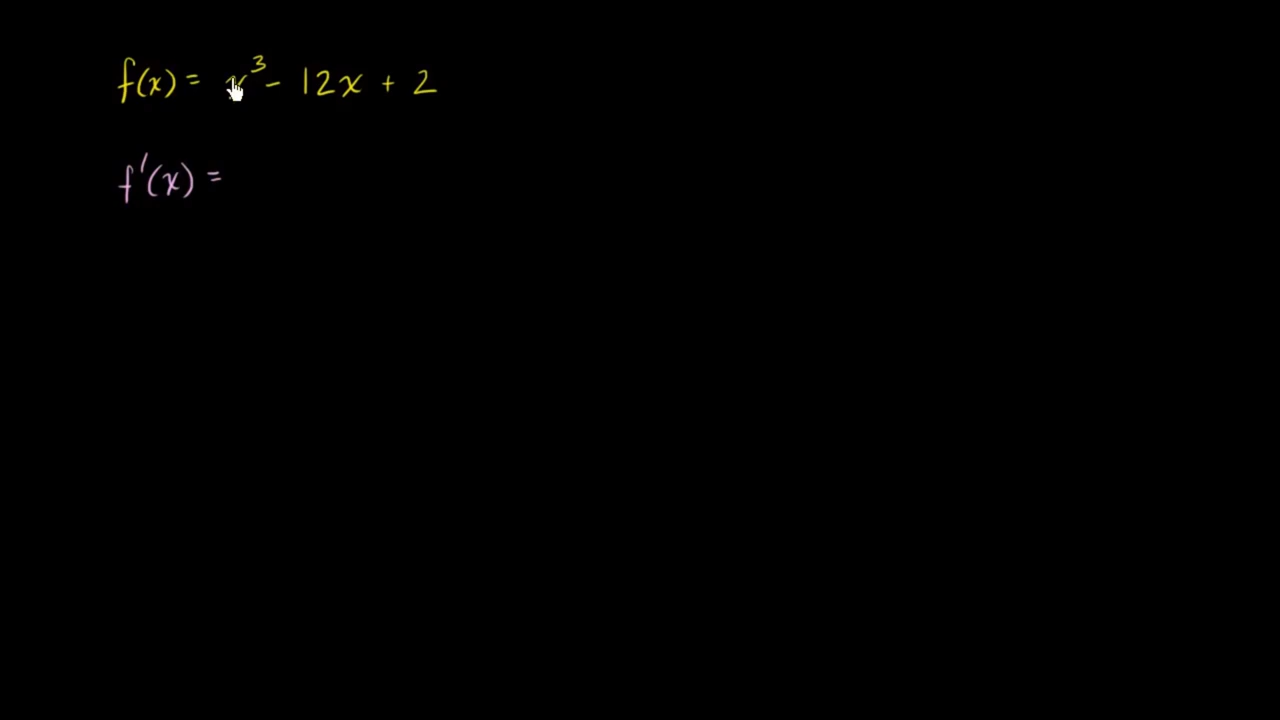 f(x) = x³ - 12x + 2
f'(x) =